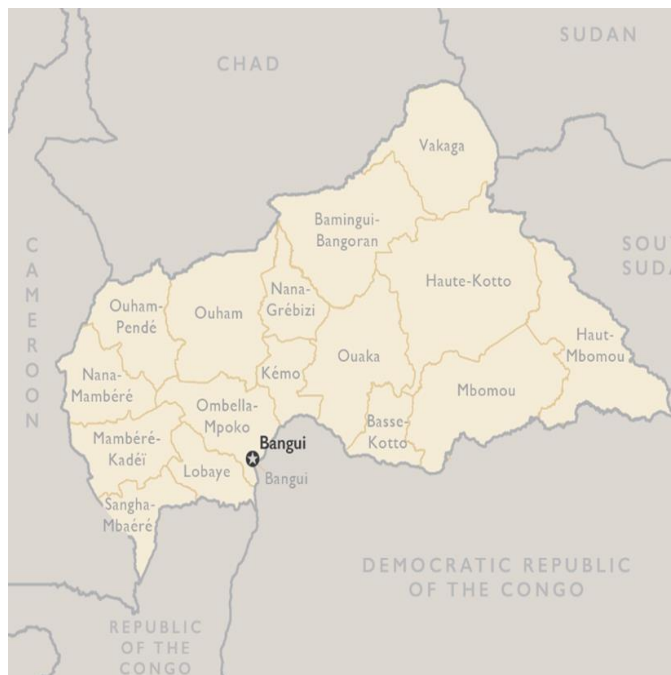 SUDAN
CHAD
Vakaga
Bamingui-
Bangoran
CAMEROON
SOU
SUDA
Haute-Kotto
Nana-
Grébizi
Ouham-
Pendé
Ouham
Haut-
Mbomou
Ouaka
Kémo
Nana-
Mambéré
Mbomou
Ombella-
Mpoko
Basse-
Kotto
Mambéré-
Kadéï
Bangui
Lobaye
Bangui
Sangha-
Mbaéré
DEMOCRATIC REPUBLIC
OF THE CONGO
REPUBLIC
OF THE
CONGO